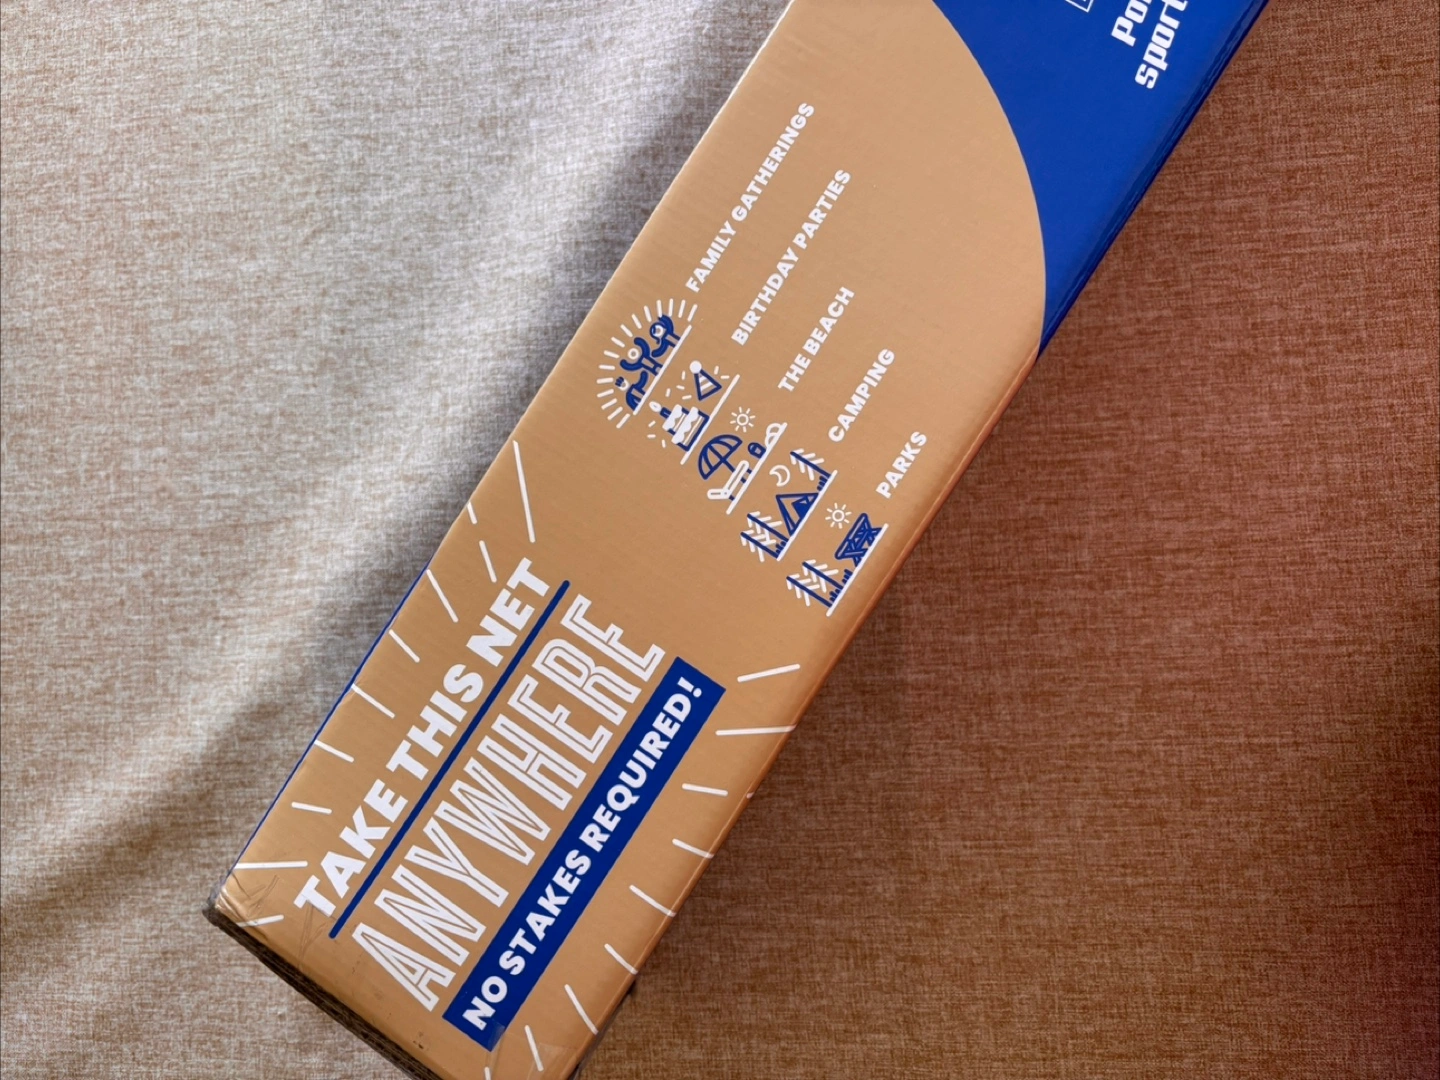 TAKE THIS NET
ANYWHERE
NO STAKES REQUIRED!
FAMILY GATHERINGS
BIRTHDAY PARTIES
THE BEACH
CAMPING
PARKS